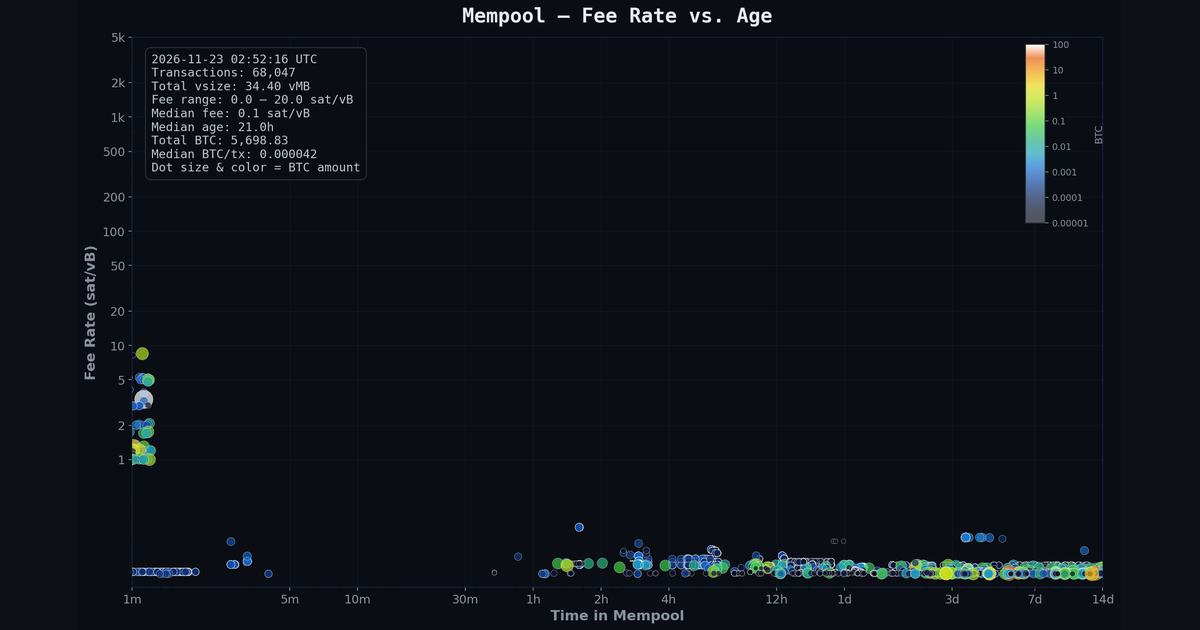 Mempool — Fee Rate vs. Age
2026-11-23 02:52:16 UTC
Transactions: 68,047
Total vsize: 34.40 vMB
Fee range: 0.0 — 20.0 sat/vB
Median fee: 0.1 sat/vB
Median age: 21.0h
Total BTC: 5,698.83
Median BTC/tx: 0.000042
Dot size & color = BTC amount
100
10
1
0.1
0.01
0.001
0.0001
0.00001
BTC
Fee Rate (sat/vB)
5k
2k
1k
500
200
100
50
20
10
5
2
1
1m 5m 10m 30m 1h 2h 4h 12h 1d 3d 7d 14d
Time in Mempool